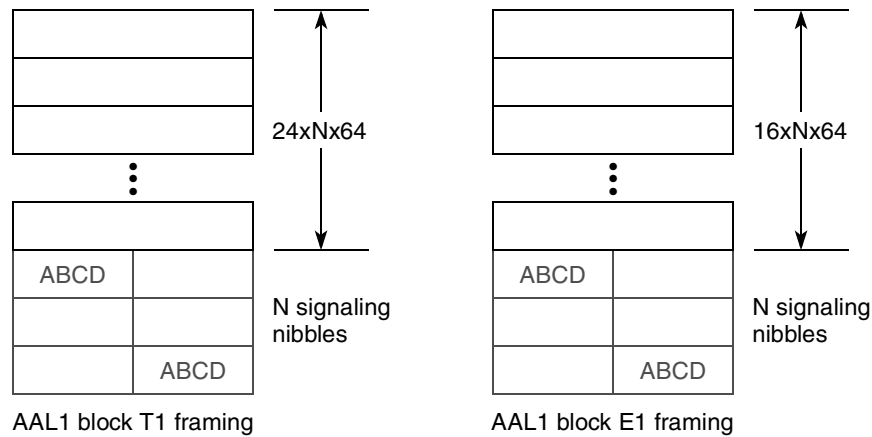 24xNx64
ABCD
ABCD
N signaling
nibbles
AAL1 block T1 framing
16xNx64
ABCD
ABCD
N signaling
nibbles
AAL1 block E1 framing